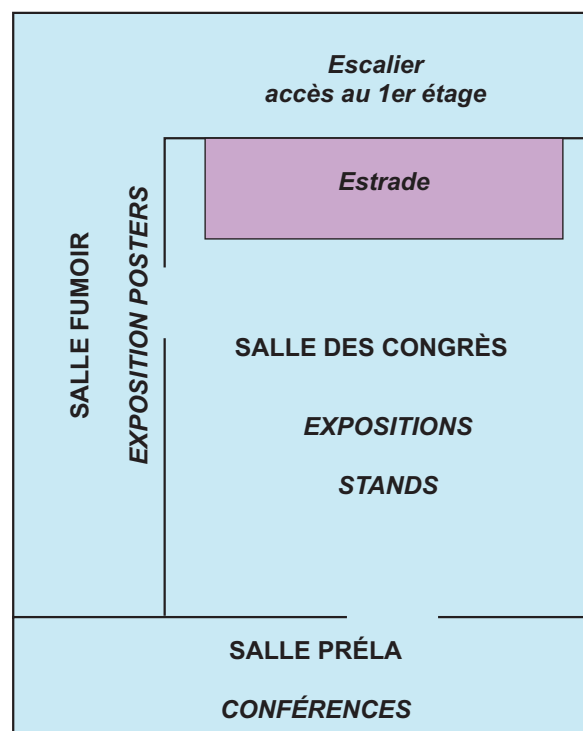 Escalier
accès au 1er étage
Estrade
SALLE FUMOIR
EXPOSITION POSTERS
SALLE DES CONGRÈS
EXPOSITIONS
STANDS
SALLE PRÉLA
CONFÉRENCES